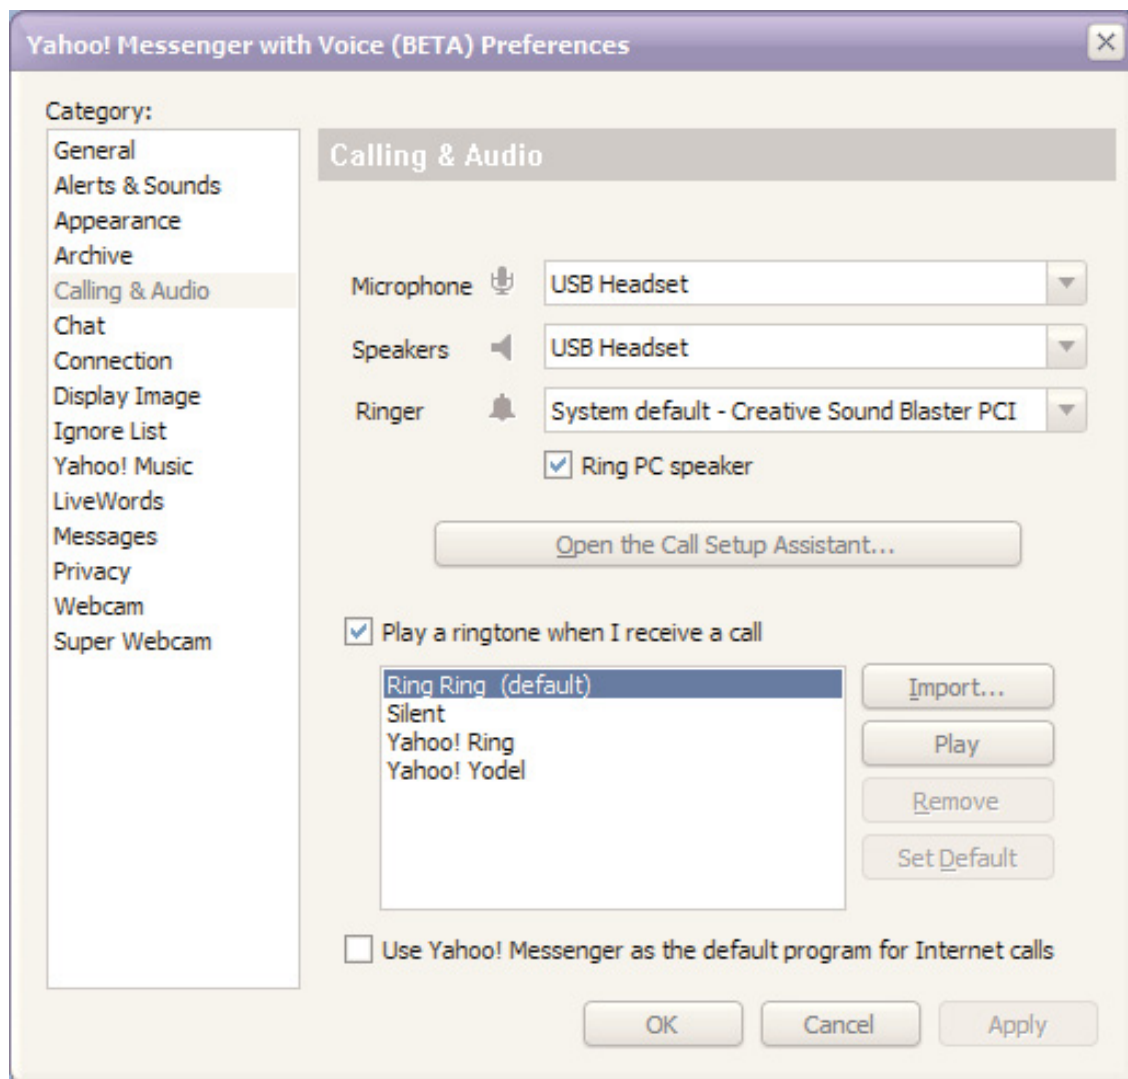 Yahoo! Messenger with Voice (BETA) Preferences
Category:
General
Alerts & Sounds
Appearance
Archive
Calling & Audio
Chat
Connection
Display Image
Ignore List
Yahoo! Music
LiveWords
Messages
Privacy
Webcam
Super Webcam
Calling & Audio
Microphone USB Headset
Speakers USB Headset
Ringer System default - Creative Sound Blaster PCI
Ring PC speaker
Open the Call Setup Assistant...
Play a ringtone when I receive a call
Ring Ring (default)
Silent
Yahoo! Ring
Yahoo! Yodel
Import...
Play
Remove
Set Default
Use Yahoo! Messenger as the default program for Internet calls
OK Cancel Apply